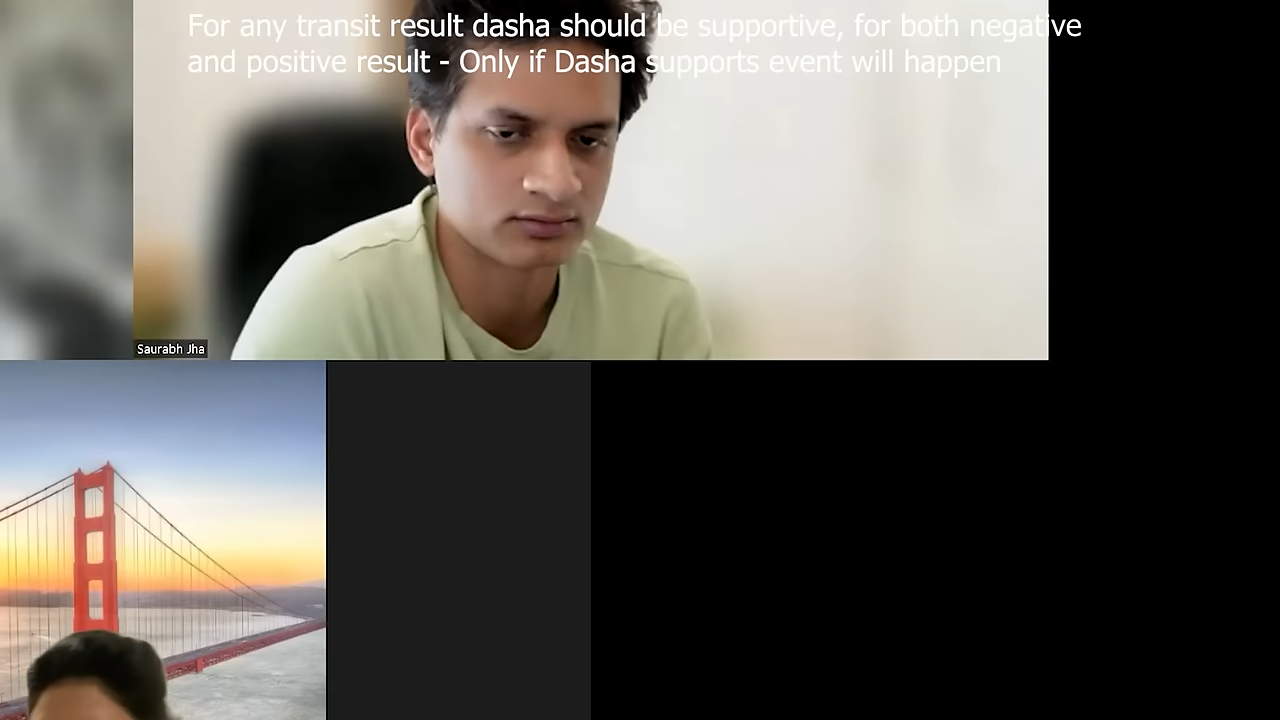 For any transit result dasha should be supportive, for both negative
and positive result - Only if Dasha supports event will happen
Saurabh Jha